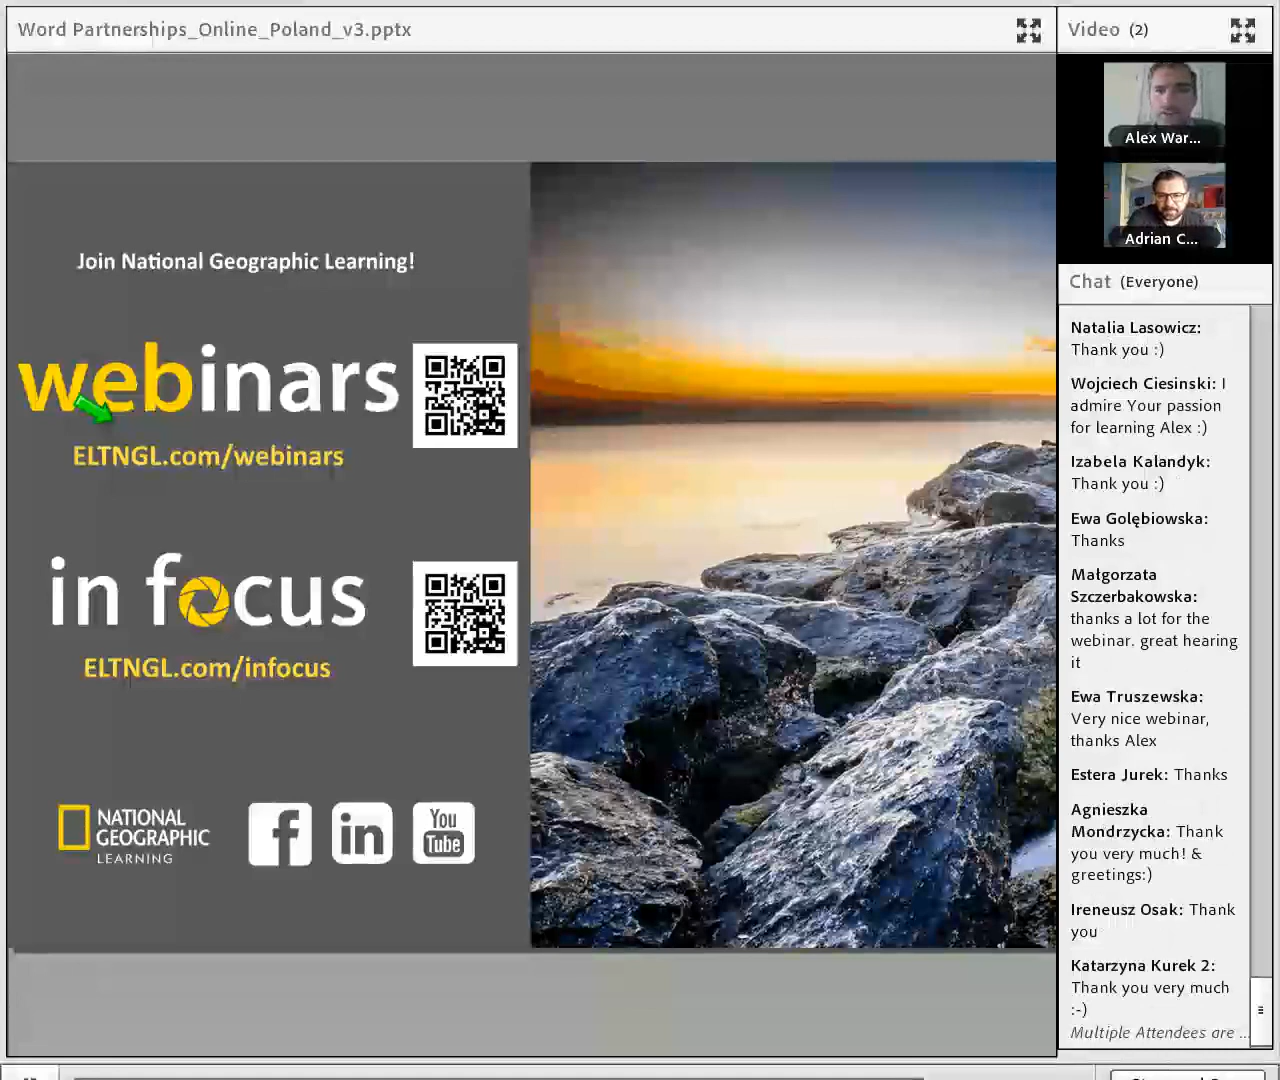 Word Partnerships_Online_Poland_v3.pptx
Video (2)
Alex War...
Adrian C...
Chat (Everyone)
Join National Geographic Learning!
webinars
ELTNGL.com/webinars
in focus
ELTNGL.com/infocus
NATIONAL
GEOGRAPHIC
LEARNING
f
in
You
Tube
Natalia Lasowicz:
Thank you :)
Wojciech Ciesinski: I
admire Your passion
for learning Alex :)
Izabela Kalandyk:
Thank you :)
Ewa Golębiowska:
Thanks
Małgorzata
Szczerbakowska:
thanks a lot for the
webinar. great hearing
it
Ewa Truszewska:
Very nice webinar,
thanks Alex
Estera Jurek: Thanks
Agnieszka
Mondrzycka: Thank
you very much! &
greetings:)
Ireneusz Osak: Thank
you
Katarzyna Kurek 2:
Thank you very much
:-)
Multiple Attendees are ...